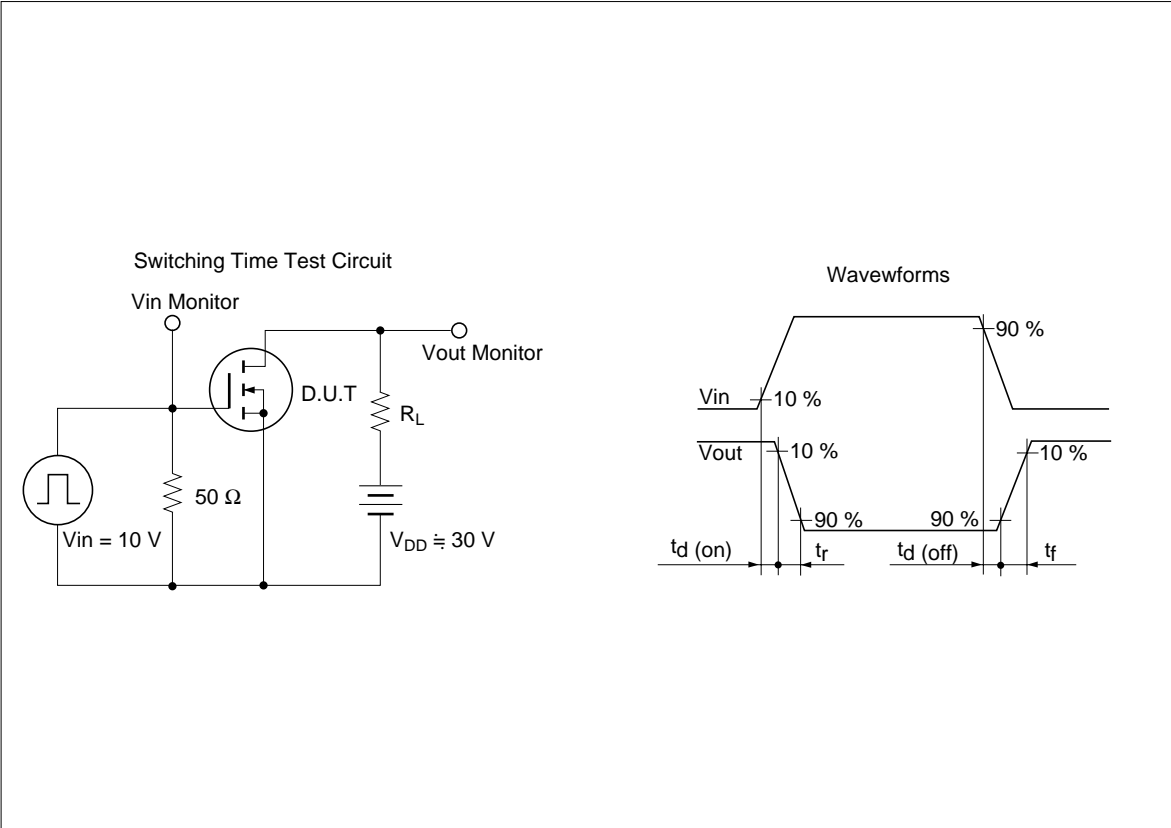 Switching Time Test Circuit
Vin Monitor
Vout Monitor
D.U.T
RL
50 Ω
Vin = 10 V
VDD ≒ 30 V
Wavewforms
90 %
Vin
10 %
Vout
10 %
10 %
90 %
90 %
td (on)
tr
td (off)
tf